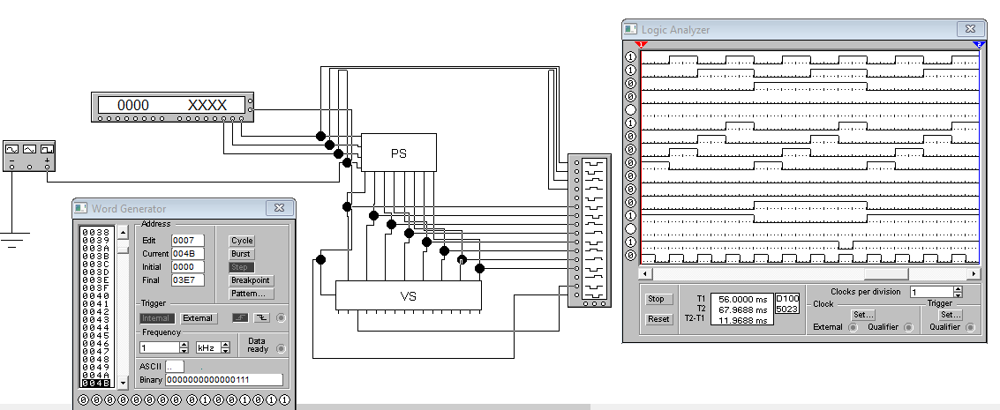 Logic Analyzer
1
2
1
1
0
0
1
0
0
0
0
0
1
1
0
0000 XXXX
PS
VS
Word Generator
0038
0039
003A
003B
003C
003D
003E
003F
0040
0041
0042
0043
0044
0045
0046
0047
0048
0049
004A
004B
Address
Edit 0007 Cycle
Current 004B Burst
Initial 0000 Step
Final 03E7 Breakpoint
Pattern...
Trigger
Internal External
Frequency
1 kHz Data ready
ASCII ..
Binary 0000000000000111
0 0 0 0 0 0 0 0 0 1 0 0 1 0 1 1
Stop
Reset
T1 56.0000 ms D100
T2 67.9688 ms 5023
T2-T1 11.9688 ms
Clocks per division 1
Clock Trigger
Set... Set...
External Qualifier Qualifier